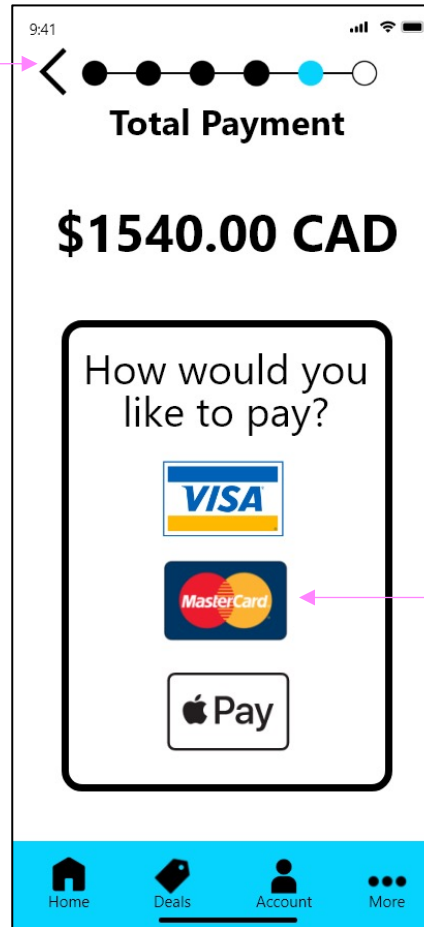 9:41
Total Payment
$1540.00 CAD
How would you
like to pay?
VISA
MasterCard
Pay
Home Deals Account More